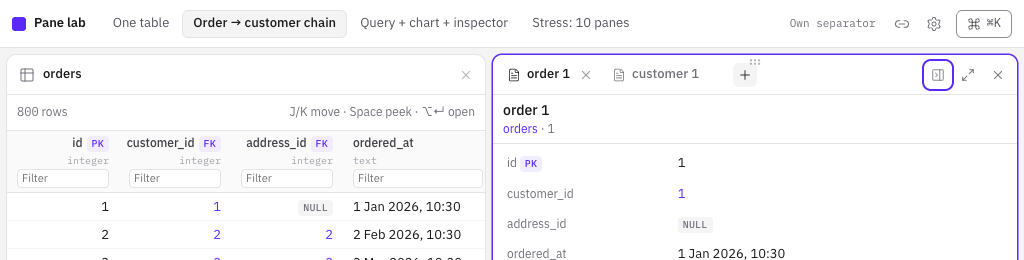 Pane lab One table Order → customer chain Query + chart + inspector Stress: 10 panes Own separator ⌘K
orders
order 1 customer 1
800 rows J/K move · Space peek · ⌥↵ open
order 1
orders · 1
id PK customer_id FK address_id FK ordered_at
integer integer integer text
Filter Filter Filter Filter
id PK 1
customer_id 1
address_id NULL
ordered_at 1 Jan 2026, 10:30
1 1 NULL 1 Jan 2026, 10:30
2 2 2 2 Feb 2026, 10:30